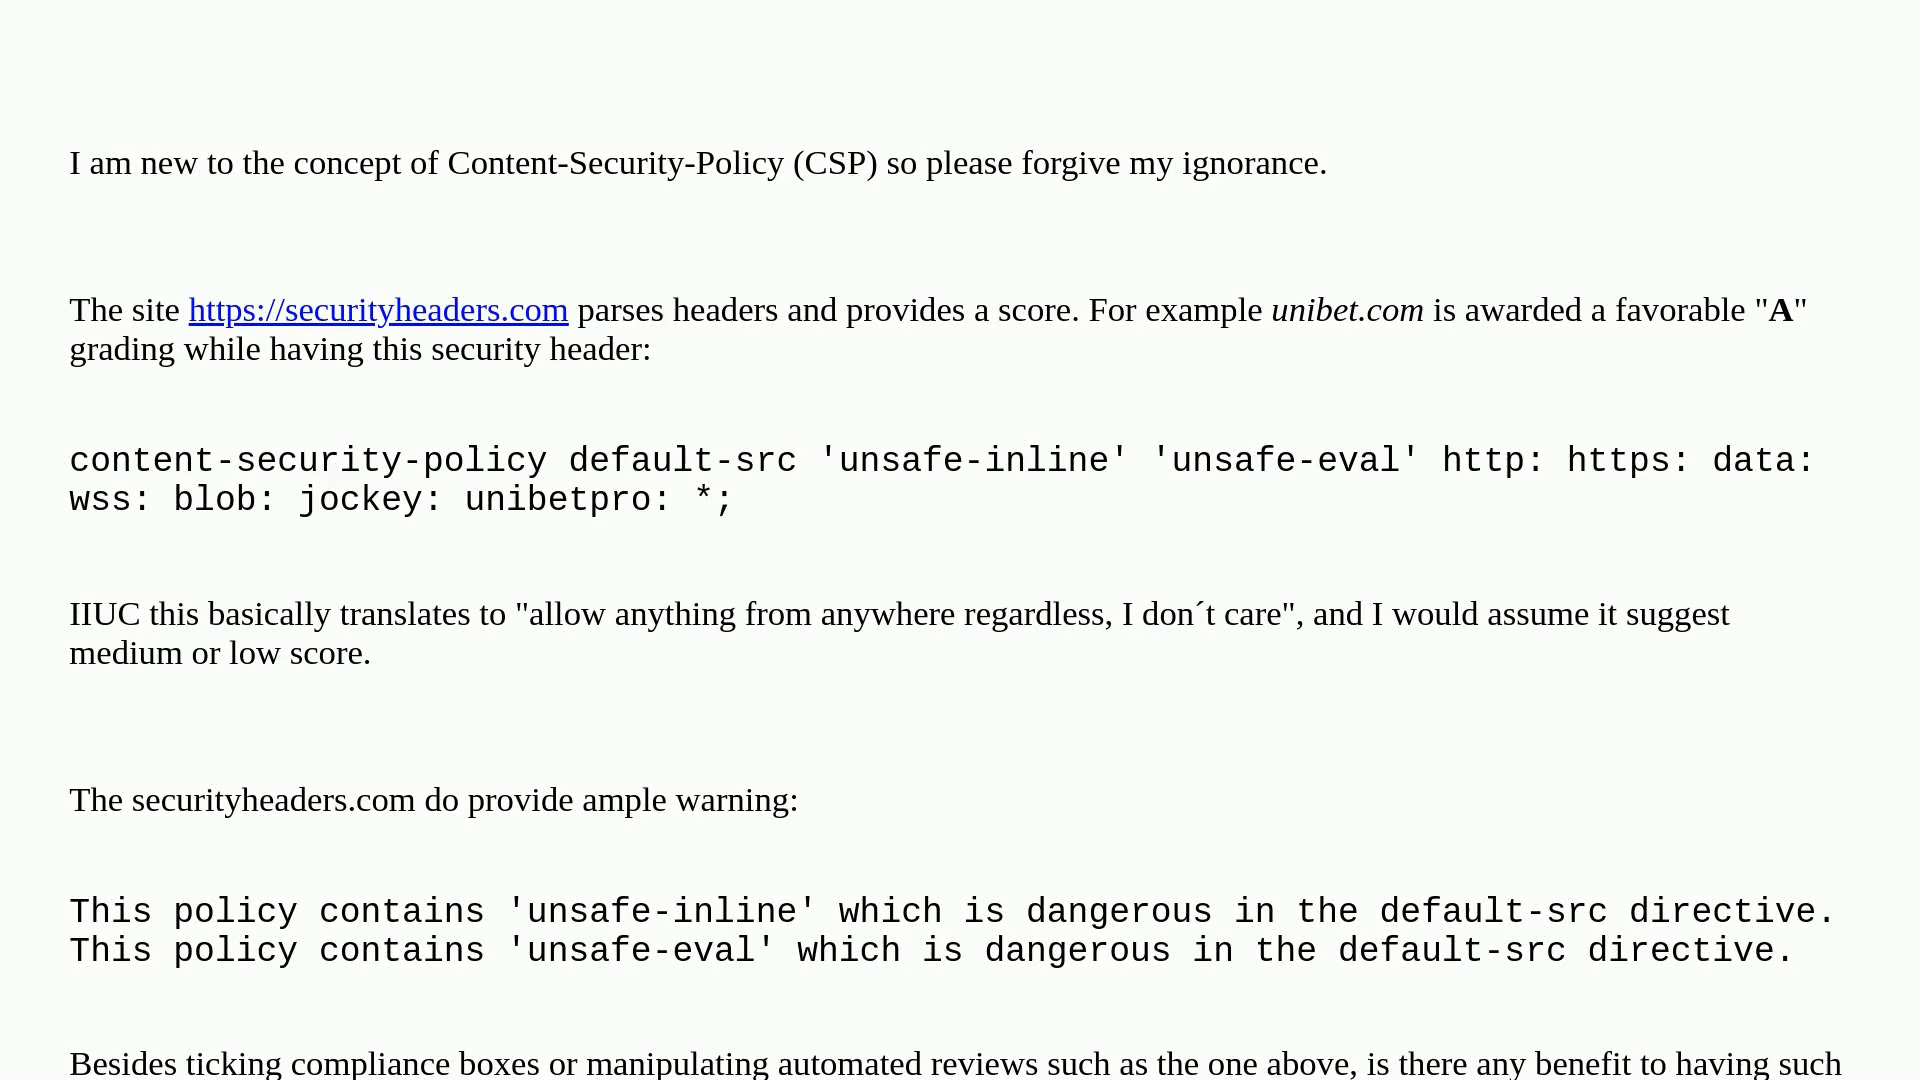 I am new to the concept of Content-Security-Policy (CSP) so please forgive my ignorance.
The site https://securityheaders.com parses headers and provides a score. For example unibet.com is awarded a favorable "A"
grading while having this security header:
content-security-policy default-src 'unsafe-inline' 'unsafe-eval' http: https: data:
wss: blob: jockey: unibetpro: *;
IIUC this basically translates to "allow anything from anywhere regardless, I don´t care", and I would assume it suggest
medium or low score.
The securityheaders.com do provide ample warning:
This policy contains 'unsafe-inline' which is dangerous in the default-src directive.
This policy contains 'unsafe-eval' which is dangerous in the default-src directive.
Besides ticking compliance boxes or manipulating automated reviews such as the one above, is there any benefit to having such